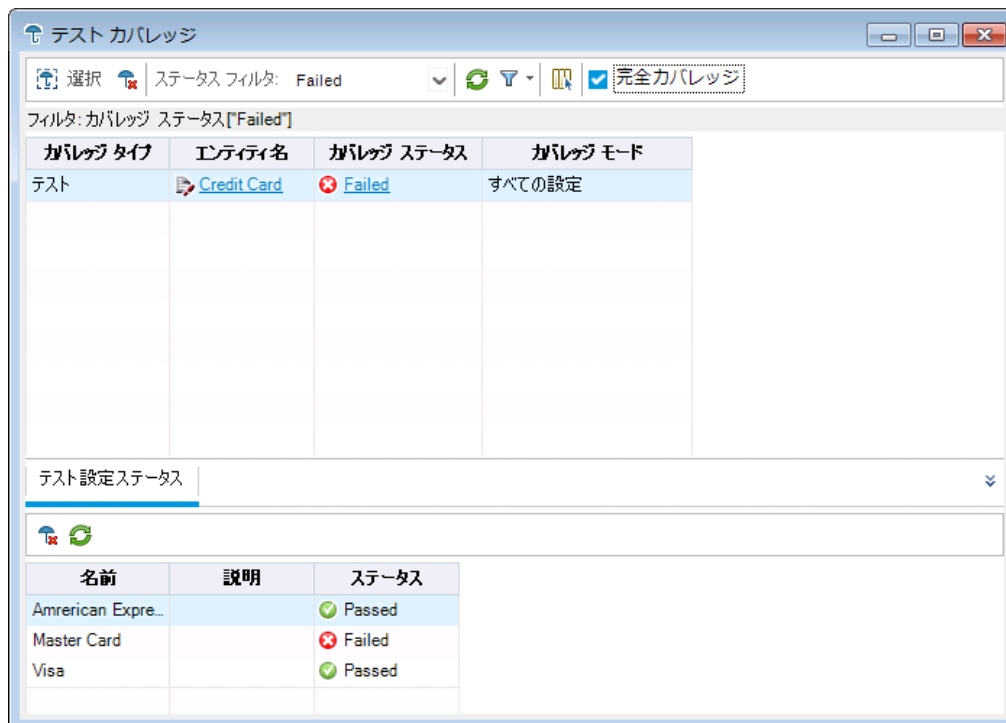 テスト カバレッジ
選択 ステータス フィルタ: Failed 完全カバレッジ
フィルタ: カバレッジ ステータス["Failed"]
カバレッジ タイプ エンティティ名 カバレッジ ステータス カバレッジ モード
テスト Credit Card Failed すべての設定
テスト設定ステータス
名前 説明 ステータス
Amrerican Expre... Passed
Master Card Failed
Visa Passed